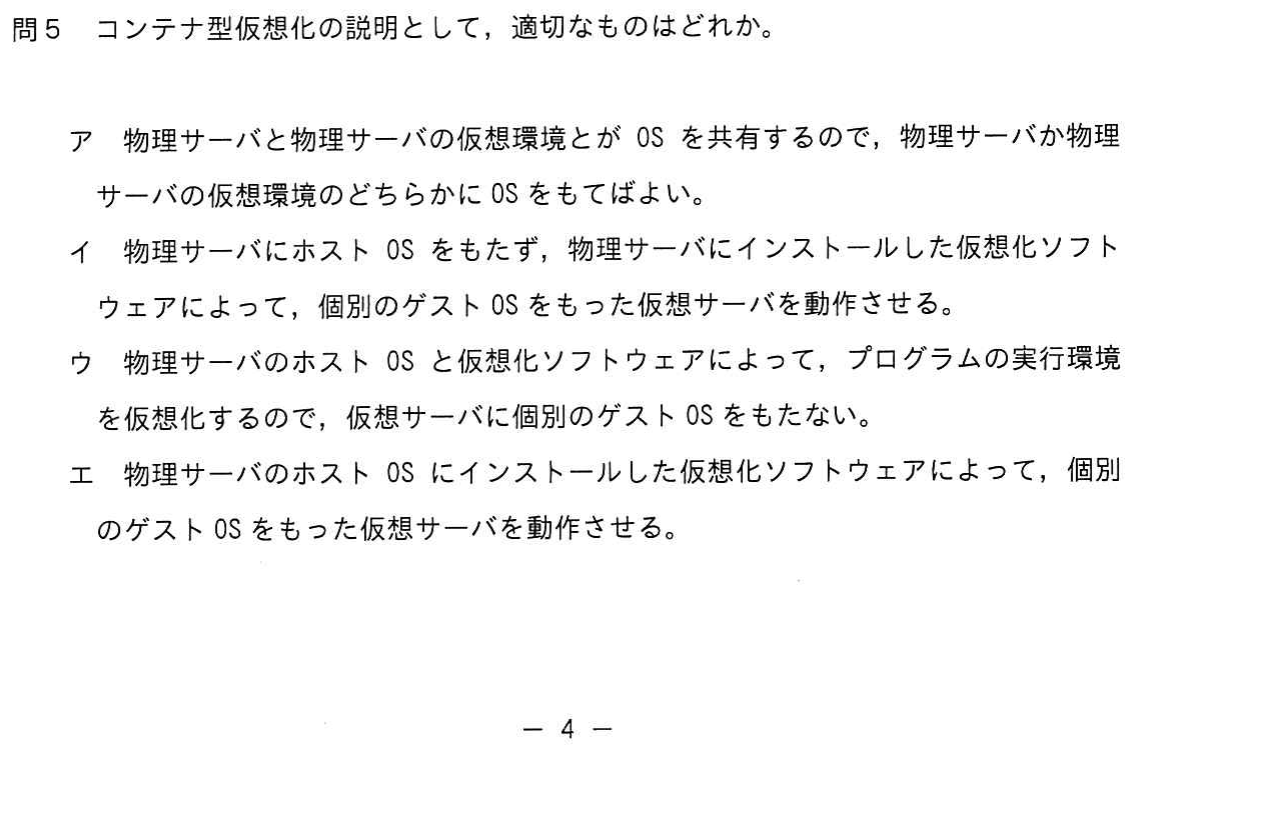 問５　コンテナ型仮想化の説明として，適切なものはどれか。
ア　物理サーバと物理サーバの仮想環境とが OS を共有するので，物理サーバか物理
サーバの仮想環境のどちらかに OS をもてばよい。
イ　物理サーバにホスト OS をもたず，物理サーバにインストールした仮想化ソフト
ウェアによって，個別のゲスト OS をもった仮想サーバを動作させる。
ウ　物理サーバのホスト OS と仮想化ソフトウェアによって，プログラムの実行環境
を仮想化するので，仮想サーバに個別のゲスト OS をもたない。
エ　物理サーバのホスト OS にインストールした仮想化ソフトウェアによって，個別
のゲスト OS をもった仮想サーバを動作させる。
－ 4 －